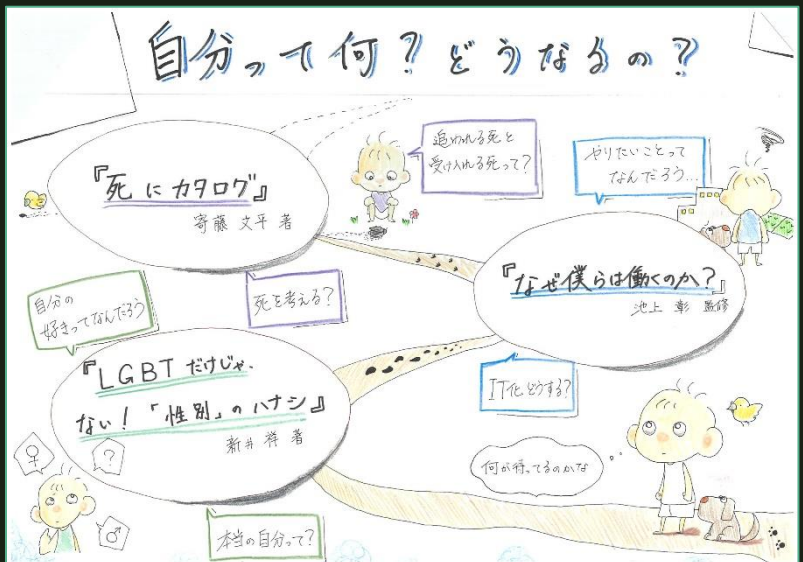 自分って何？どうなるの？
『死にカタログ』
寄藤 文平 著
追われる死と
受け入れる死って？
やりたいことって
なんだろう…
『なぜ僕らは働くのか？』
池上 彰 監修
死を考える？
自分の
好きってなんだろう
『LGBTだけじゃ、
ない！「性別」のハナシ』
新井 祥 著
IT化どうする？
何が待ってるのかな
♀
？
♂
本当の自分って？